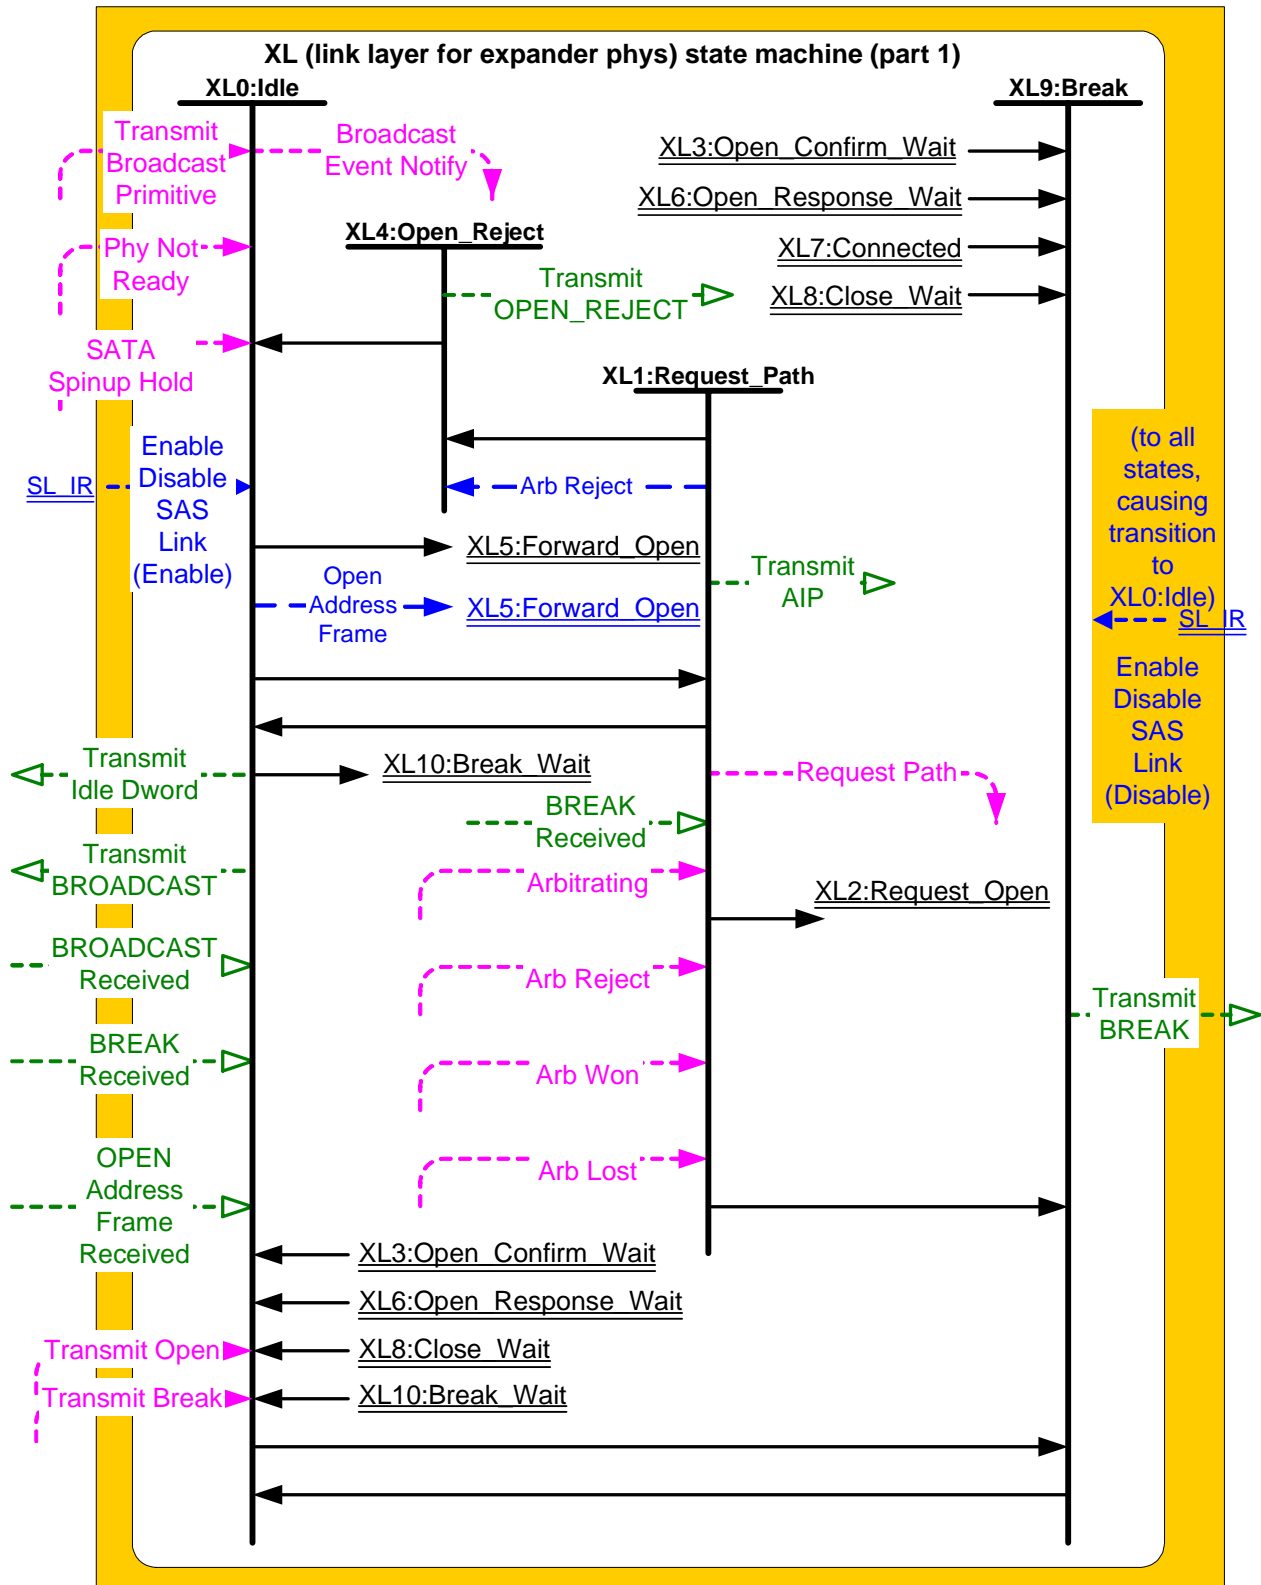 XL (link layer for expander phys) state machine (part 1)
XL0:Idle
XL9:Break
Transmit
Broadcast
Primitive
Broadcast
Event Notify
XL3:Open_Confirm_Wait
XL6:Open_Response_Wait
XL4:Open_Reject
Phy Not
Ready
XL7:Connected
Transmit
OPEN_REJECT
XL8:Close_Wait
SATA
Spinup Hold
XL1:Request_Path
Enable
Disable
SAS
Link
(Enable)
SL_IR
Arb Reject
(to all
states,
causing
transition
to
XL0:Idle)
SL_IR
Enable
Disable
SAS
Link
(Disable)
XL5:Forward_Open
Open
Address
Frame
XL5:Forward_Open
Transmit
AIP
Transmit
Idle Dword
XL10:Break_Wait
Request Path
BREAK
Received
Transmit
BROADCAST
Arbitrating
XL2:Request_Open
BROADCAST
Received
Arb Reject
Transmit
BREAK
BREAK
Received
Arb Won
OPEN
Address
Frame
Received
Arb Lost
XL3:Open_Confirm_Wait
XL6:Open_Response_Wait
Transmit Open
XL8:Close_Wait
Transmit Break
XL10:Break_Wait